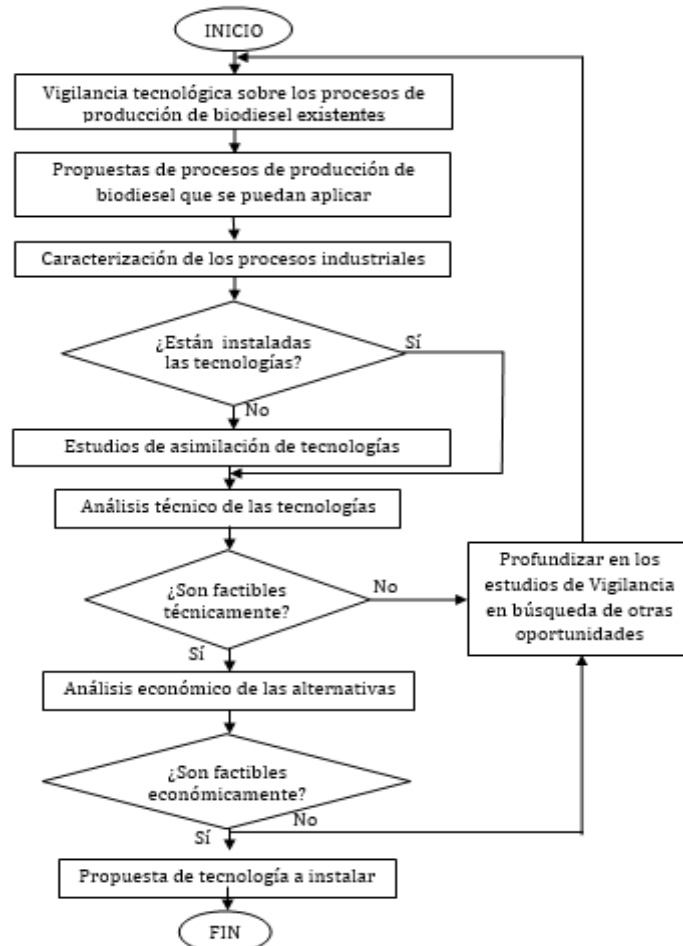 INICIO
Vigilancia tecnológica sobre los procesos de
producción de biodiesel existentes
Propuestas de procesos de producción de
biodiesel que se puedan aplicar
Caracterización de los procesos industriales
¿Están instaladas
las tecnologías?
Sí
No
Estudios de asimilación de tecnologías
Análisis técnico de las tecnologías
¿Son factibles
técnicamente?
No
Profundizar en los
estudios de Vigilancia
en búsqueda de otras
oportunidades
Sí
Análisis económico de las alternativas
¿Son factibles
económicamente?
No
Sí
Propuesta de tecnología a instalar
FIN